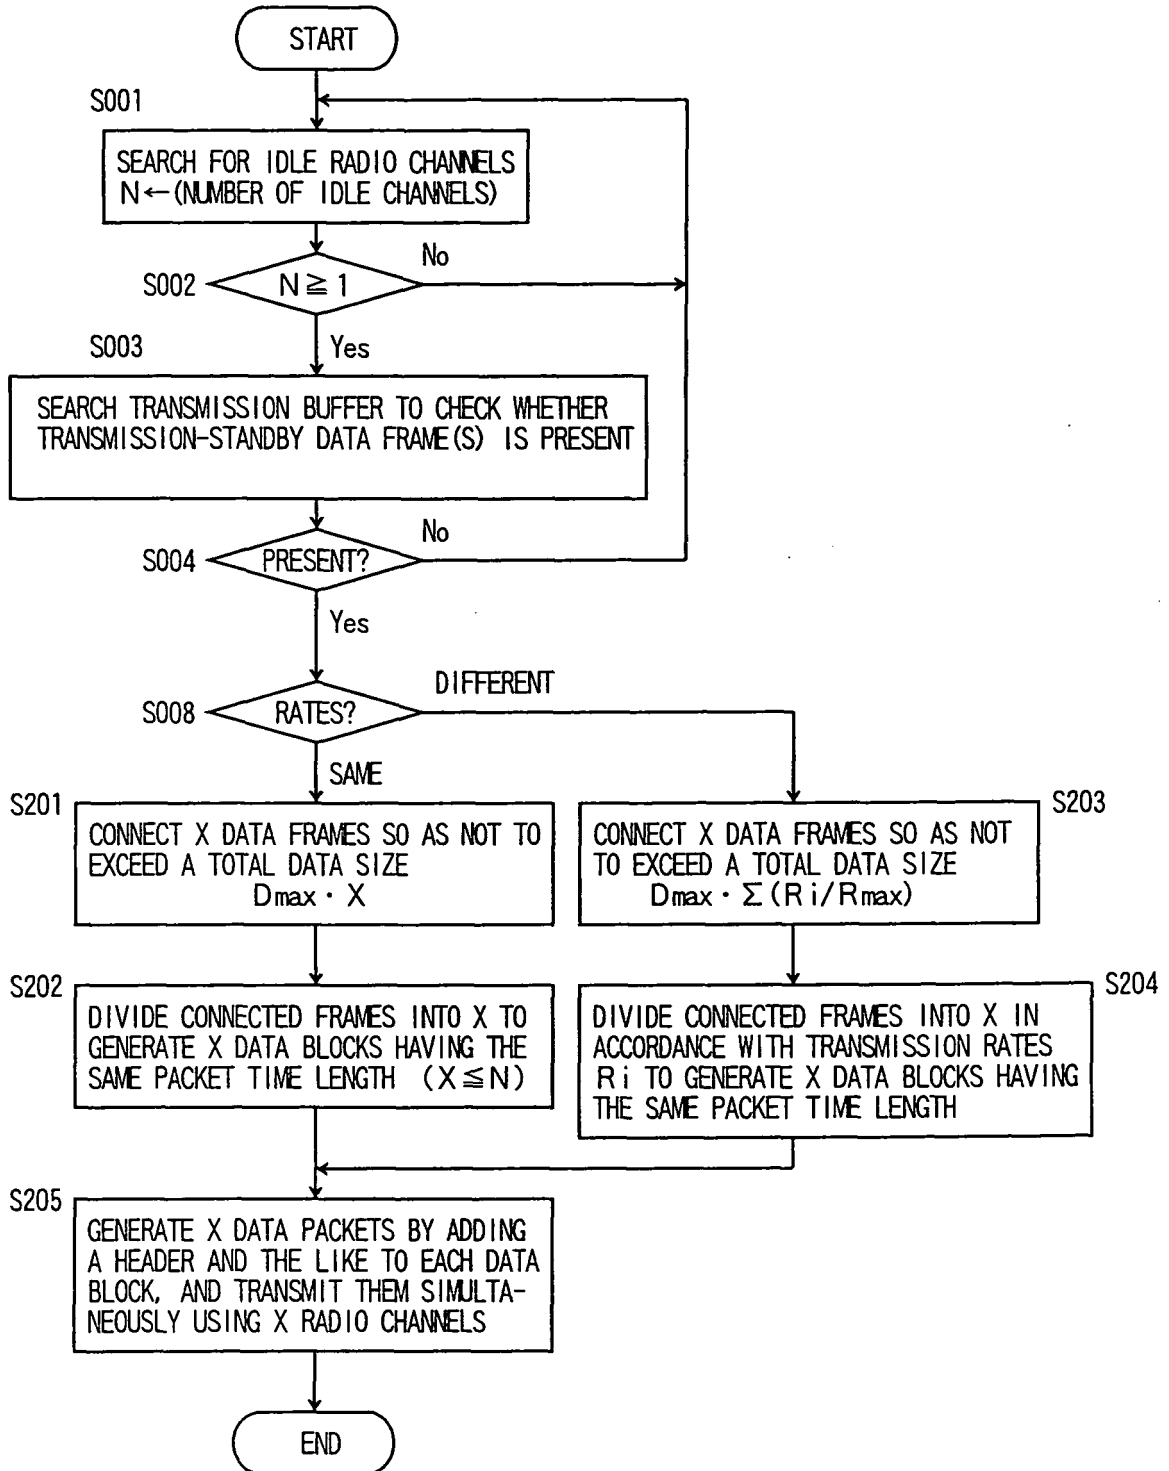 START
S001
SEARCH FOR IDLE RADIO CHANNELS
N←(NUMBER OF IDLE CHANNELS)
No
S002
N≧1
Yes
S003
SEARCH TRANSMISSION BUFFER TO CHECK WHETHER
TRANSMISSION-STANDBY DATA FRAME(S) IS PRESENT
No
S004
PRESENT?
Yes
DIFFERENT
S008
RATES?
SAME
S201
CONNECT X DATA FRAMES SO AS NOT TO
EXCEED A TOTAL DATA SIZE
Dmax・X
S203
CONNECT X DATA FRAMES SO AS NOT
TO EXCEED A TOTAL DATA SIZE
Dmax・Σ(Ri/Rmax)
S202
DIVIDE CONNECTED FRAMES INTO X TO
GENERATE X DATA BLOCKS HAVING THE
SAME PACKET TIME LENGTH (X≦N)
S204
DIVIDE CONNECTED FRAMES INTO X IN
ACCORDANCE WITH TRANSMISSION RATES
Ri TO GENERATE X DATA BLOCKS HAVING
THE SAME PACKET TIME LENGTH
S205
GENERATE X DATA PACKETS BY ADDING
A HEADER AND THE LIKE TO EACH DATA
BLOCK, AND TRANSMIT THEM SIMULTA-
NEOUSLY USING X RADIO CHANNELS
END